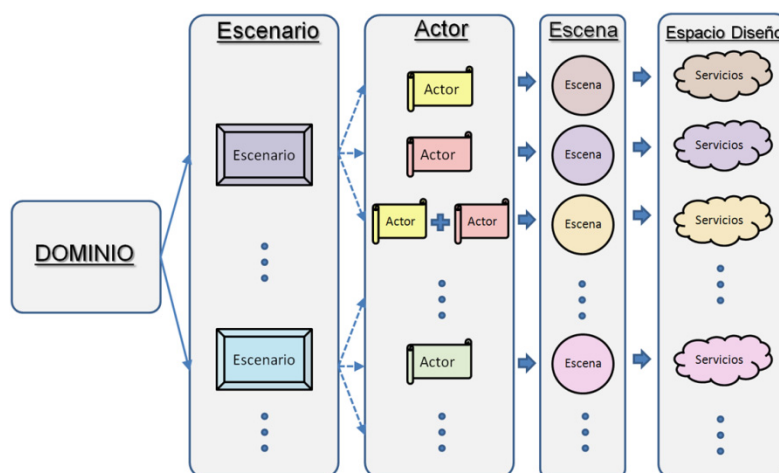 Escenario
Actor
Escena
Espacio Diseño
Actor
Escena
Servicios
Escenario
Actor
Escena
Servicios
Actor
Actor
Escena
Servicios
DOMINIO
Escenario
Actor
Escena
Servicios